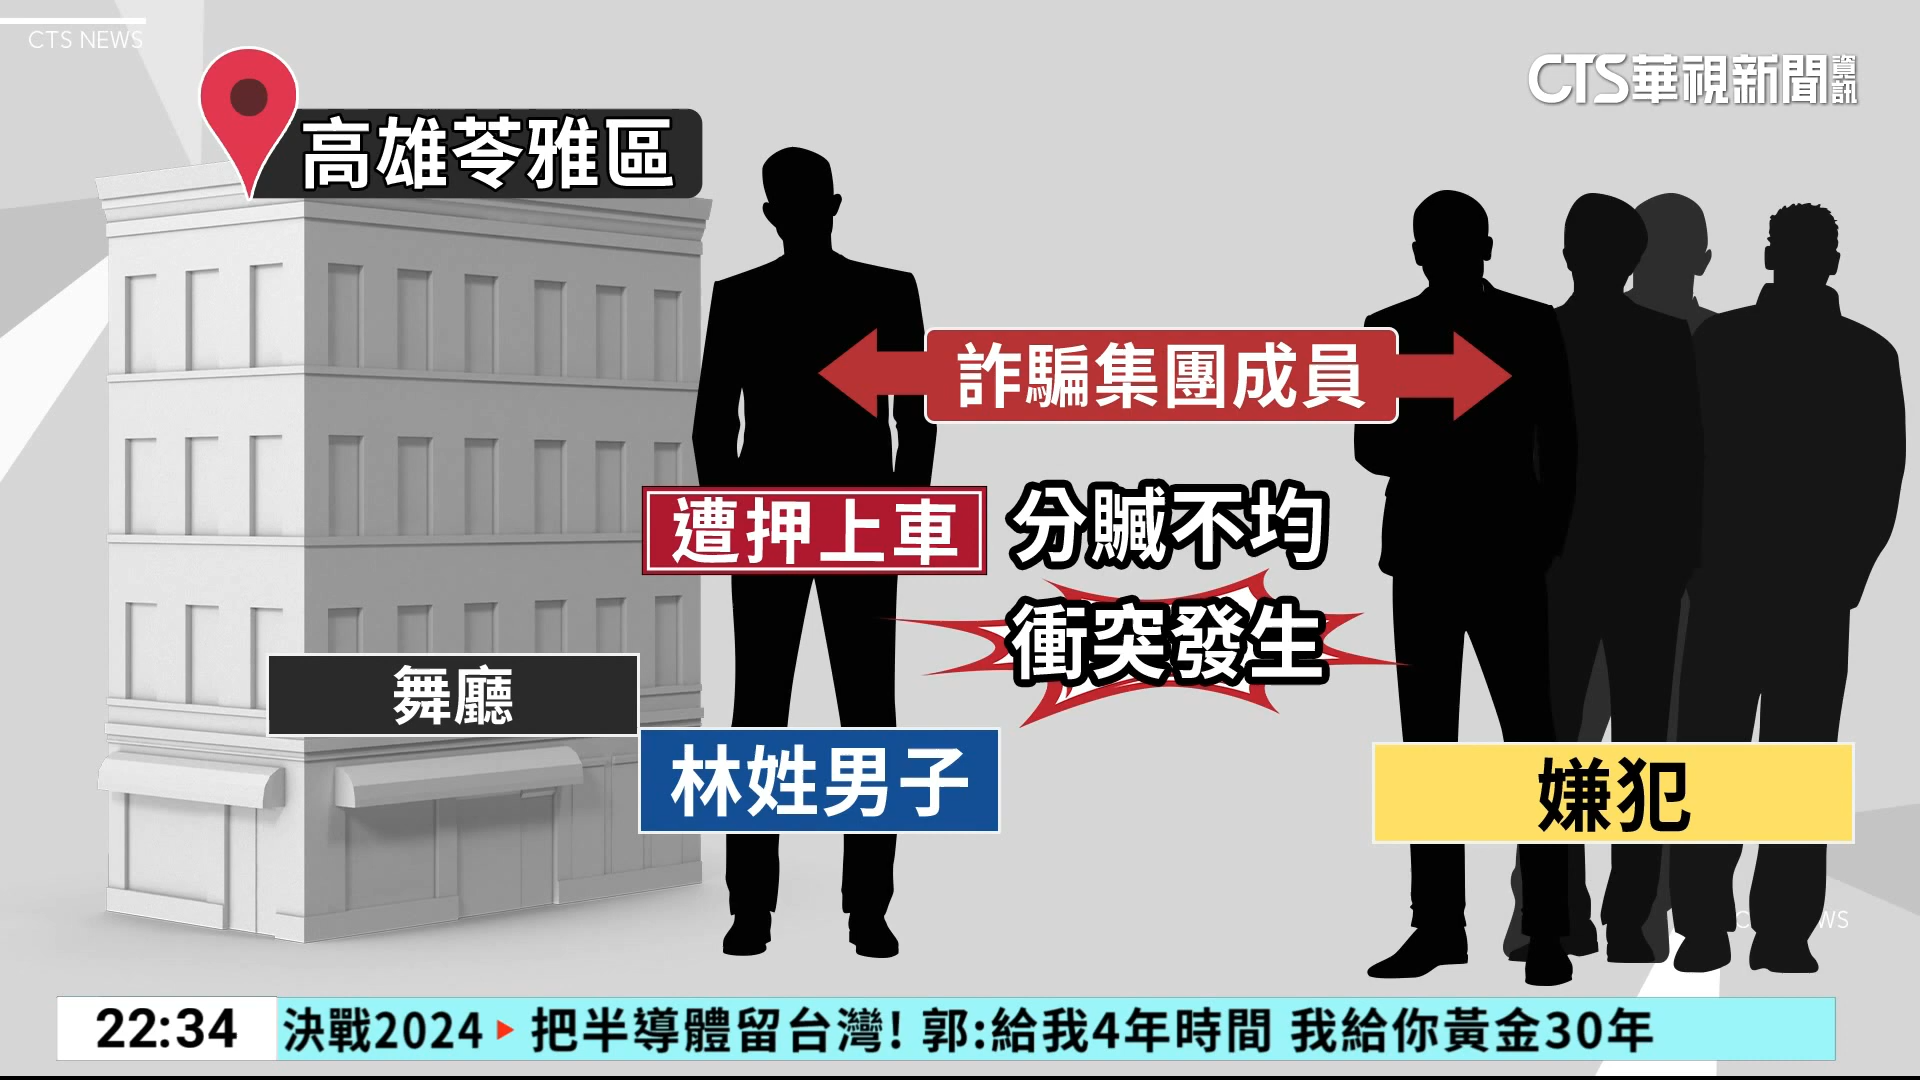 CTS NEWS
CTS華視新聞資訊
高雄苓雅區
詐騙集團成員
遭押上車
分贓不均
衝突發生
舞廳
林姓男子
嫌犯
22:34
決戰2024 把半導體留台灣! 郭:給我4年時間 我給你黃金30年